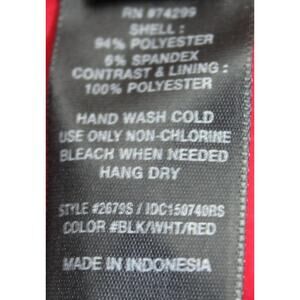 RN #74299
SHELL :
94% POLYESTER
6% SPANDEX
CONTRAST & LINING :
100% POLYESTER
HAND WASH COLD
USE ONLY NON-CHLORINE
BLEACH WHEN NEEDED
HANG DRY
STYLE #2679S / IDC150740RS
COLOR #BLK/WHT/RED
MADE IN INDONESIA